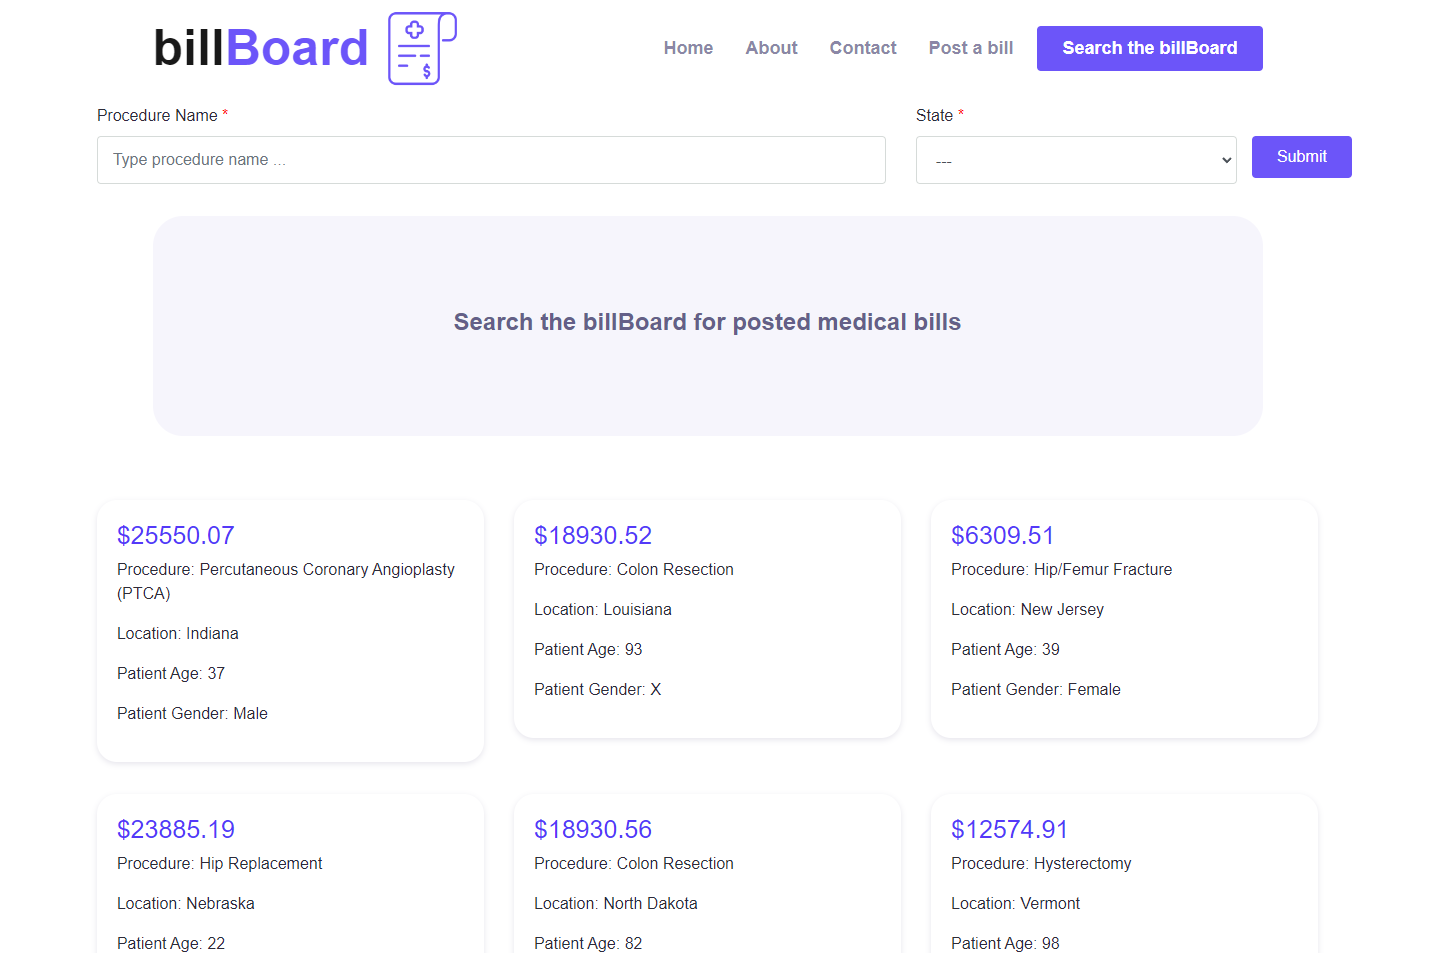 billBoard
$
Home
About
Contact
Post a bill
Search the billBoard
Procedure Name *
State *
Type procedure name ...
---
Submit
Search the billBoard for posted medical bills
$25550.07
Procedure: Percutaneous Coronary Angioplasty
(PTCA)
Location: Indiana
Patient Age: 37
Patient Gender: Male
$18930.52
Procedure: Colon Resection
Location: Louisiana
Patient Age: 93
Patient Gender: X
$6309.51
Procedure: Hip/Femur Fracture
Location: New Jersey
Patient Age: 39
Patient Gender: Female
$23885.19
Procedure: Hip Replacement
Location: Nebraska
Patient Age: 22
$18930.56
Procedure: Colon Resection
Location: North Dakota
Patient Age: 82
$12574.91
Procedure: Hysterectomy
Location: Vermont
Patient Age: 98